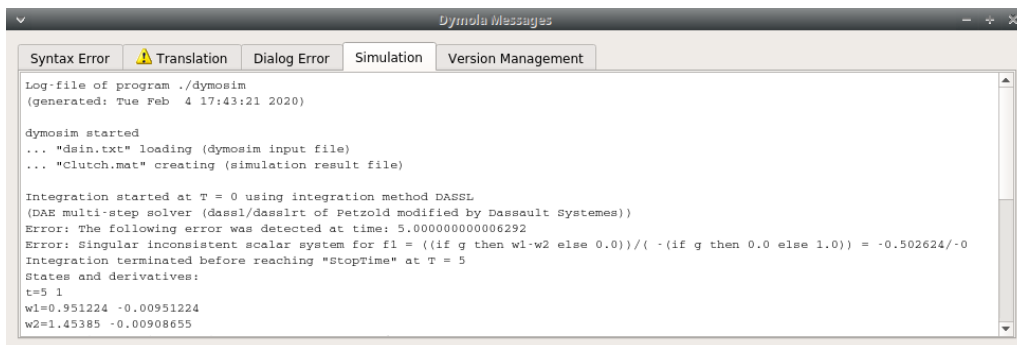 Dymola Messages
Syntax Error Translation Dialog Error Simulation Version Management
Log-file of program ./dymosim
(generated: Tue Feb  4 17:43:21 2020)
dymosim started
... "dsin.txt" loading (dymosim input file)
... "Clutch.mat" creating (simulation result file)
Integration started at T = 0 using integration method DASSL
(DAE multi-step solver (dassl/dasslrt of Petzold modified by Dassault Systemes))
Error: The following error was detected at time: 5.000000000006292
Error: Singular inconsistent scalar system for f1 = ((if g then w1-w2 else 0.0))/( -(if g then 0.0 else 1.0)) = -0.502624/-0
Integration terminated before reaching "StopTime" at T = 5
States and derivatives:
t=5 1
w1=0.951224 -0.00951224
w2=1.45385 -0.00908655